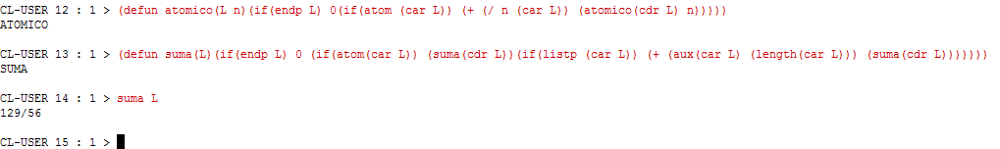 CL-USER 12 : 1 > (defun atomico(L n)(if(endp L) 0(if(atom (car L)) (+ (/ n (car L)) (atomico(cdr L) n)))))
ATOMICO
CL-USER 13 : 1 > (defun suma(L)(if(endp L) 0 (if(atom(car L)) (suma(cdr L))(if(listp (car L)) (+ (aux(car L) (length(car L))) (suma(cdr L)))))))
SUMA
CL-USER 14 : 1 > suma L
129/56
CL-USER 15 : 1 >